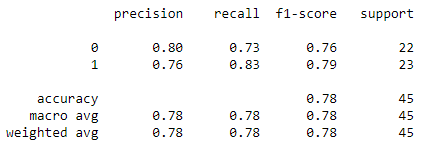 precision recall f1-score support
0 0.80 0.73 0.76 22
1 0.76 0.83 0.79 23
accuracy 0.78 45
macro avg 0.78 0.78 0.78 45
weighted avg 0.78 0.78 0.78 45